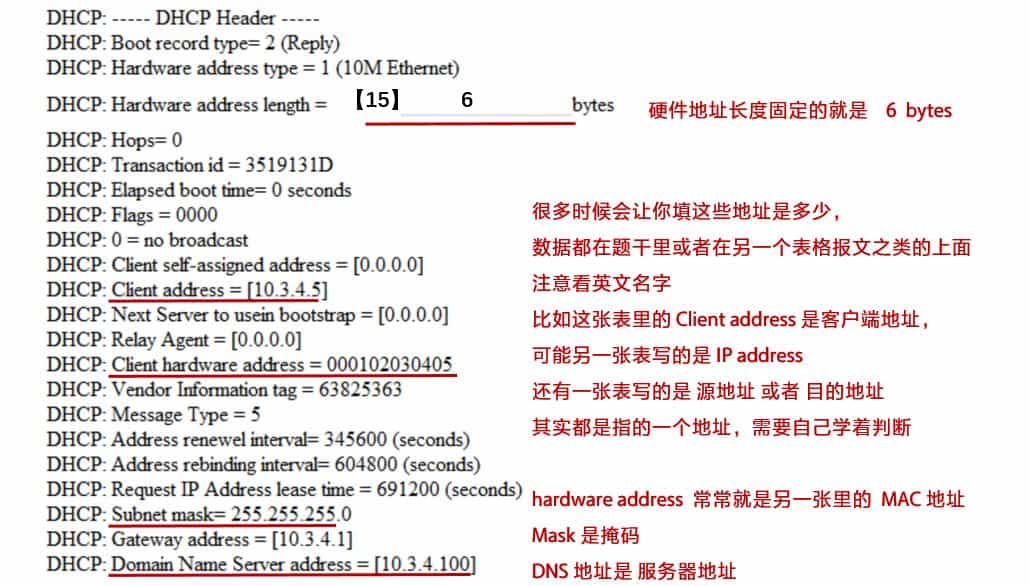 DHCP: ----- DHCP Header -----
DHCP: Boot record type= 2 (Reply)
DHCP: Hardware address type = 1 (10M Ethernet)
DHCP: Hardware address length = 【15】 6 bytes
硬件地址长度固定的就是 6 bytes
DHCP: Hops= 0
DHCP: Transaction id = 3519131D
DHCP: Elapsed boot time= 0 seconds
DHCP: Flags = 0000
DHCP: 0 = no broadcast
DHCP: Client self-assigned address = [0.0.0.0]
DHCP: Client address = [10.3.4.5]
DHCP: Next Server to usein bootstrap = [0.0.0.0]
DHCP: Relay Agent = [0.0.0.0]
DHCP: Client hardware address = 000102030405
DHCP: Vendor Information tag = 63825363
DHCP: Message Type = 5
DHCP: Address renewel interval= 345600 (seconds)
DHCP: Address rebinding interval= 604800 (seconds)
DHCP: Request IP Address lease time = 691200 (seconds)
DHCP: Subnet mask= 255.255.255.0
DHCP: Gateway address = [10.3.4.1]
DHCP: Domain Name Server address = [10.3.4.100]
很多时候会让你填这些地址是多少，
数据都在题干里或者在另一个表格报文之类的上面
注意看英文名字
比如这张表里的 Client address 是客户端地址，
可能另一张表写的是 IP address
还有一张表写的是 源地址 或者 目的地址
其实都是指的一个地址，需要自己学着判断
hardware address 常常就是另一张里的 MAC 地址
Mask 是掩码
DNS 地址是 服务器地址